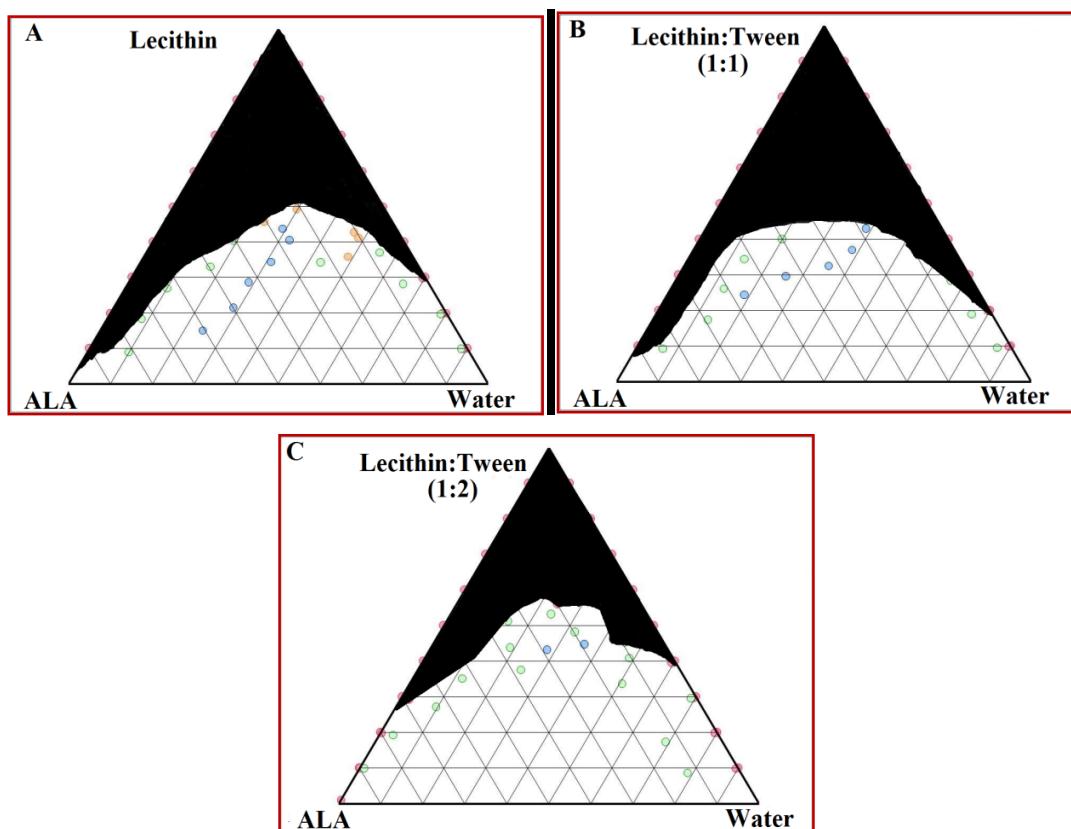 A
Lecithin
ALA
Water
B
Lecithin:Tween
(1:1)
ALA
Water
C
Lecithin:Tween
(1:2)
ALA
Water